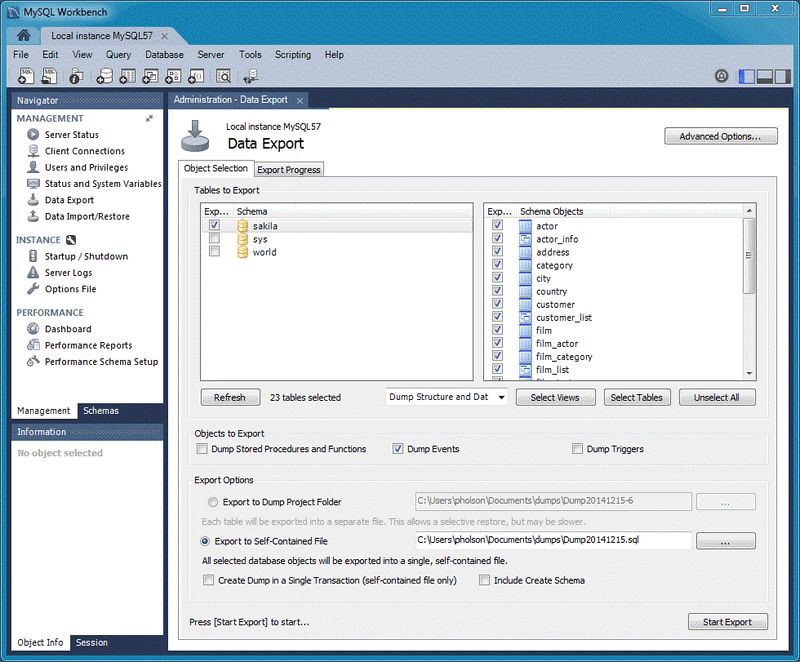 MySQL Workbench
Local instance MySQL57
File Edit View Query Database Server Tools Scripting Help
Navigator
MANAGEMENT
Server Status
Client Connections
Users and Privileges
Status and System Variables
Data Export
Data Import/Restore
INSTANCE
Startup / Shutdown
Server Logs
Options File
PERFORMANCE
Dashboard
Performance Reports
Performance Schema Setup
Management Schemas
Information
No object selected
Object Info Session
Administration - Data Export
Local instance MySQL57
Data Export
Advanced Options...
Object Selection Export Progress
Tables to Export
Exp... Schema
sakila
sys
world
Exp... Schema Objects
actor
actor_info
address
category
city
country
customer
customer_list
film
film_actor
film_category
film_list
Refresh 23 tables selected Dump Structure and Dat Select Views Select Tables Unselect All
Objects to Export
Dump Stored Procedures and Functions Dump Events Dump Triggers
Export Options
Export to Dump Project Folder C:\Users\pholson\Documents\dumps\Dump20141215-6 ...
Each table will be exported into a separate file. This allows a selective restore, but may be slower.
Export to Self-Contained File C:\Users\pholson\Documents\dumps\Dump20141215.sql ...
All selected database objects will be exported into a single, self-contained file.
Create Dump in a Single Transaction (self-contained file only) Include Create Schema
Press [Start Export] to start... Start Export